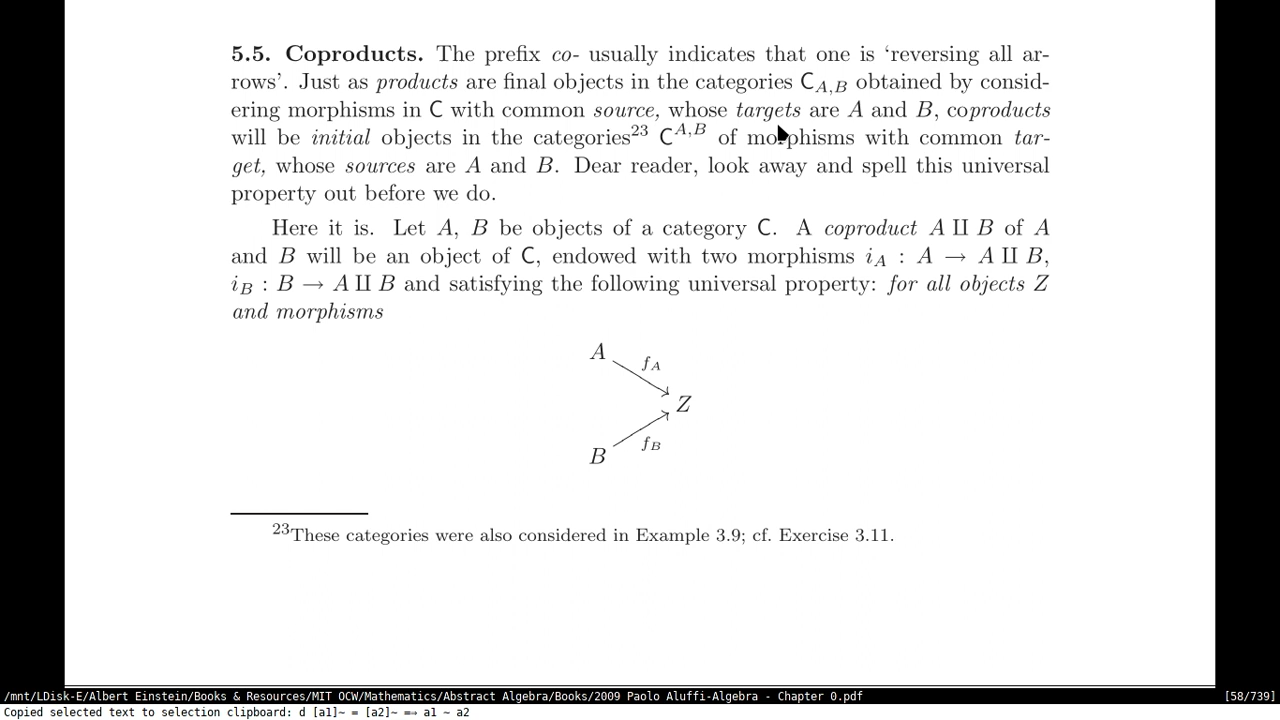 5.5. Coproducts. The prefix co- usually indicates that one is ‘reversing all ar-
rows’. Just as products are final objects in the categories C_{A,B} obtained by consid-
ering morphisms in C with common source, whose targets are A and B, coproducts
will be initial objects in the categories²³ C^{A,B} of morphisms with common tar-
get, whose sources are A and B. Dear reader, look away and spell this universal
property out before we do.
Here it is. Let A, B be objects of a category C. A coproduct A ⨿ B of A
and B will be an object of C, endowed with two morphisms i_A : A → A ⨿ B,
i_B : B → A ⨿ B and satisfying the following universal property: for all objects Z
and morphisms
A
f_A
Z
f_B
B
²³These categories were also considered in Example 3.9; cf. Exercise 3.11.
/mnt/LDisk-E/Albert Einstein/Books & Resources/MIT OCW/Mathematics/Abstract Algebra/Books/2009 Paolo Aluffi-Algebra - Chapter 0.pdf [58/739]
Copied selected text to selection clipboard: d [a1]~ = [a2]~ =⇒ a1 ~ a2